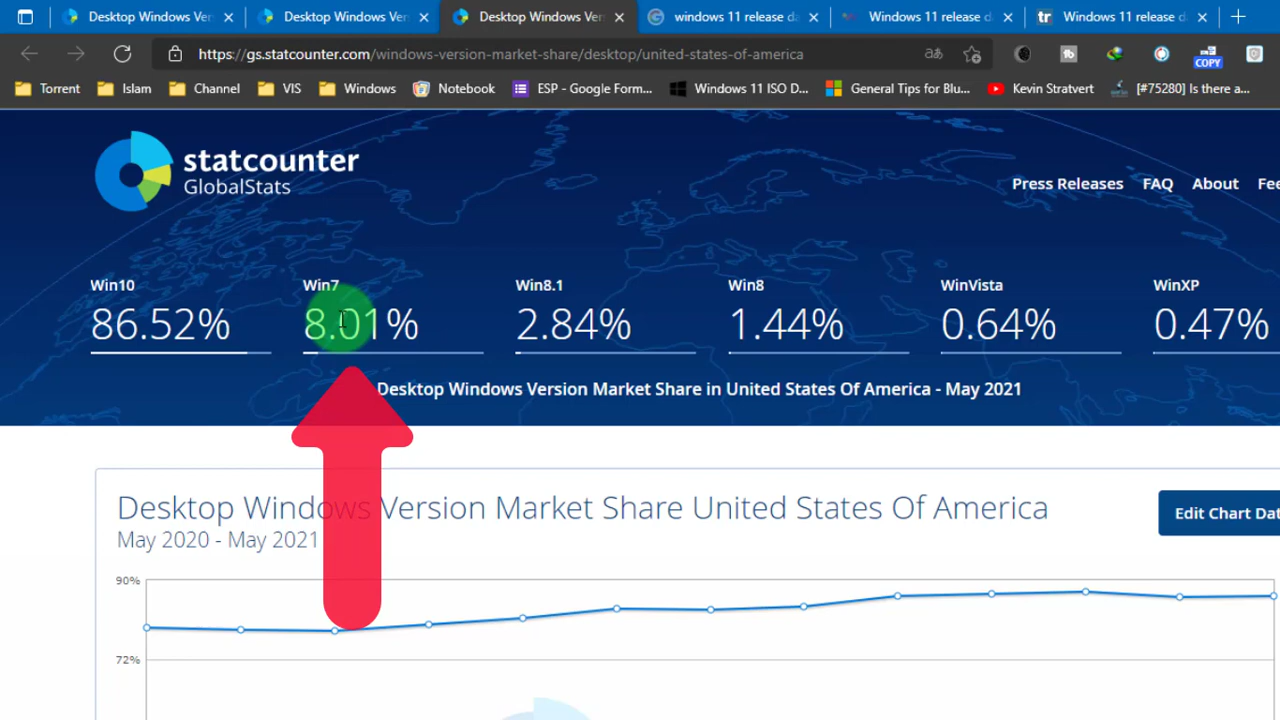 Desktop Windows Ver
Desktop Windows Ver
Desktop Windows Ver
windows 11 release d
Windows 11 release d
tr Windows 11 release d
https://gs.statcounter.com/windows-version-market-share/desktop/united-states-of-america
COPY
Torrent
Islam
Channel
VIS
Windows
Notebook
ESP - Google Form...
Windows 11 ISO D...
General Tips for Blu...
Kevin Stratvert
[#75280] Is there a...
statcounter
GlobalStats
Press Releases FAQ About Fee
Win10 Win7 Win8.1 Win8 WinVista WinXP
86.52% 8.01% 2.84% 1.44% 0.64% 0.47%
Desktop Windows Version Market Share in United States Of America - May 2021
Desktop Windows Version Market Share United States Of America
May 2020 - May 2021
Edit Chart Dat
90%
72%